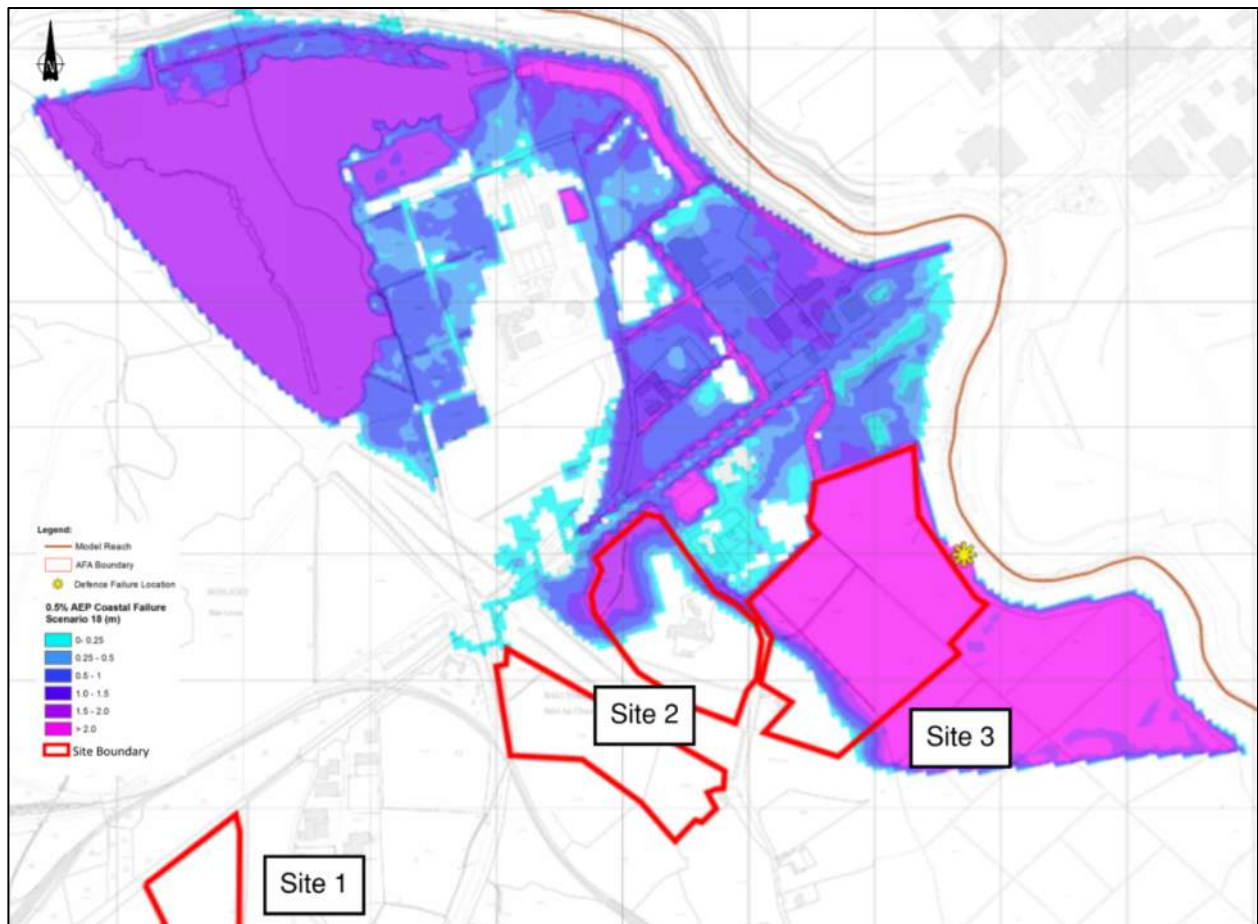 N
Legend:
Model Reach
AFA Boundary
Defence Failure Location
0.5% AEP Coastal Failure
Scenario 18 (m)
0- 0.25
0.25 - 0.5
0.5 - 1
1.0 - 1.5
1.5 - 2.0
> 2.0
Site Boundary
Site 1
Site 2
Site 3